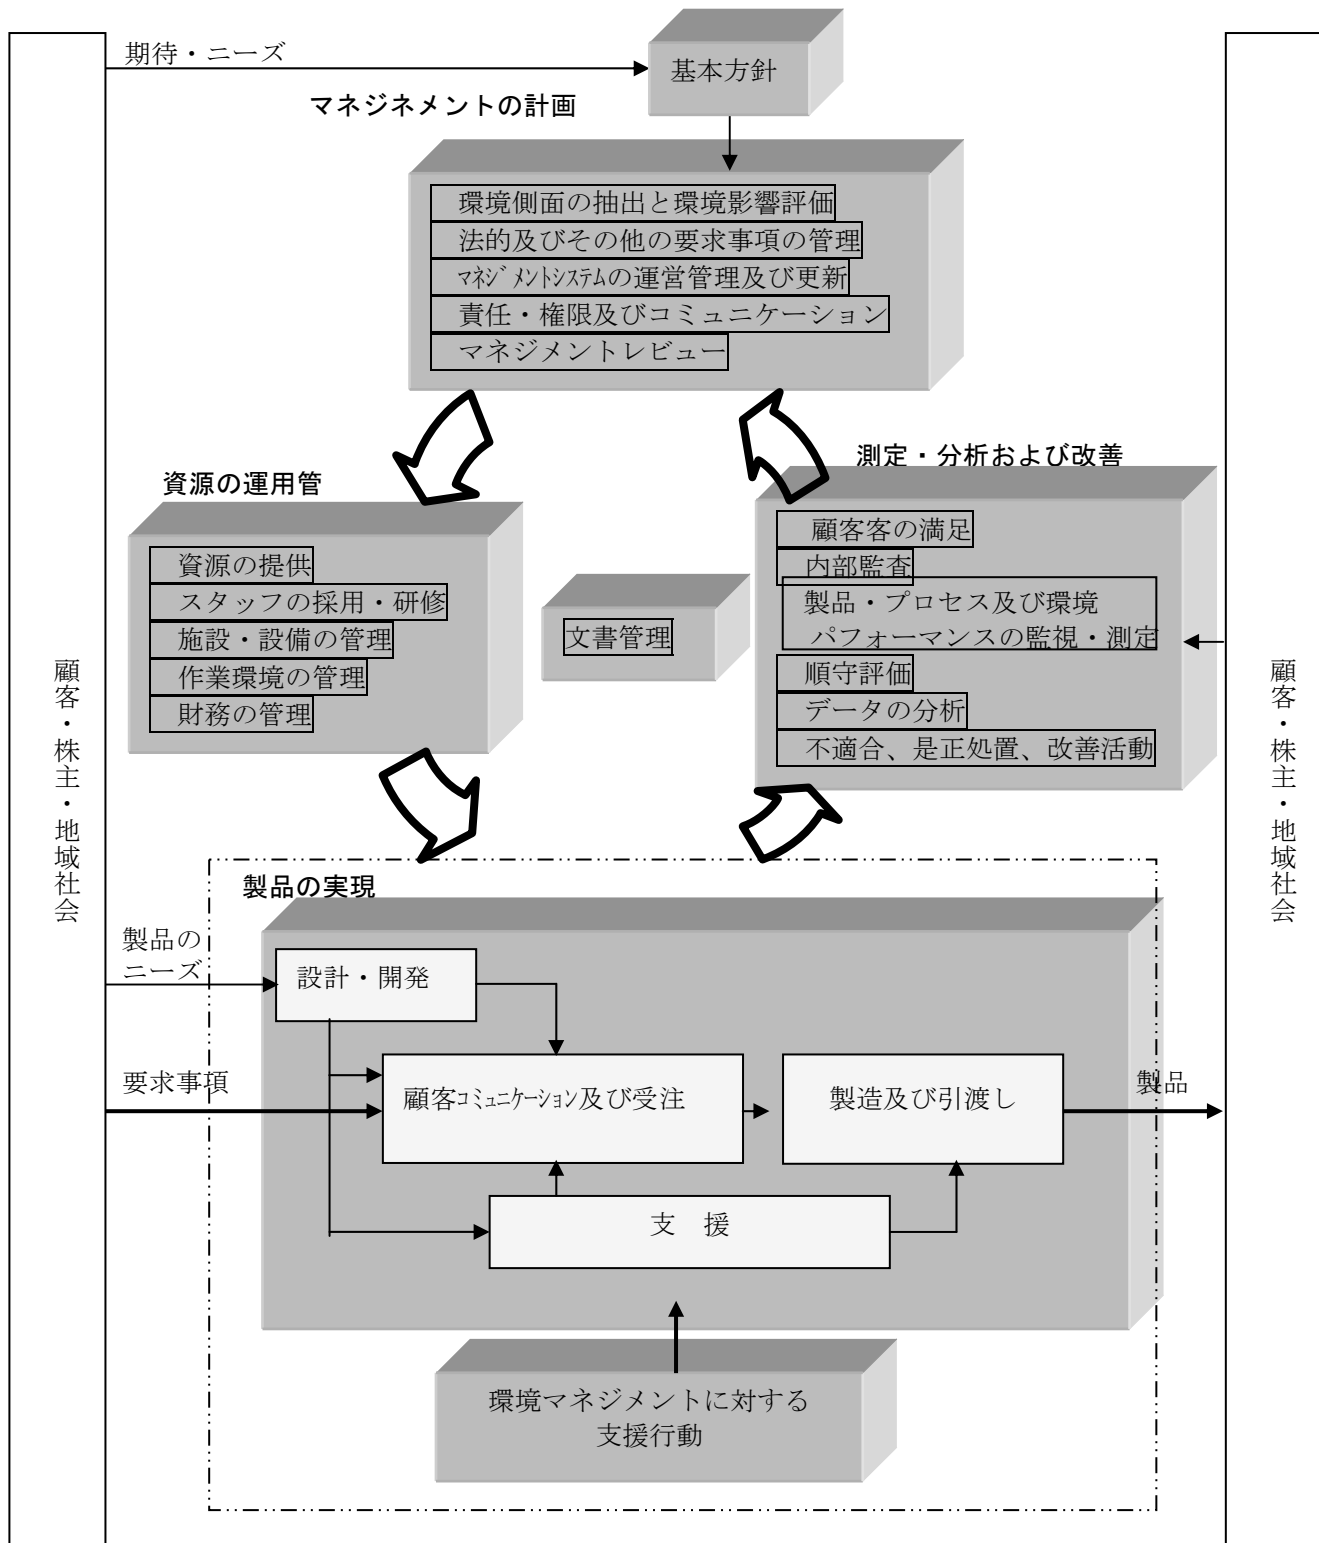 期待・ニーズ
基本方針
マネジネメントの計画
環境側面の抽出と環境影響評価
法的及びその他の要求事項の管理
ﾏﾈｼﾞﾒﾝﾄｼｽﾃﾑの運営管理及び更新
責任・権限及びコミュニケーション
マネジメントレビュー
資源の運用管
資源の提供
スタッフの採用・研修
施設・設備の管理
作業環境の管理
財務の管理
文書管理
測定・分析および改善
顧客客の満足
内部監査
製品・プロセス及び環境
パフォーマンスの監視・測定
順守評価
データの分析
不適合、是正処置、改善活動
顧客・株主・地域社会
顧客・株主・地域社会
製品の実現
製品の
ニーズ
設計・開発
要求事項
顧客ｺﾐｭﾆｹｰｼｮﾝ及び受注
製造及び引渡し
製品
支　援
環境マネジメントに対する
支援行動